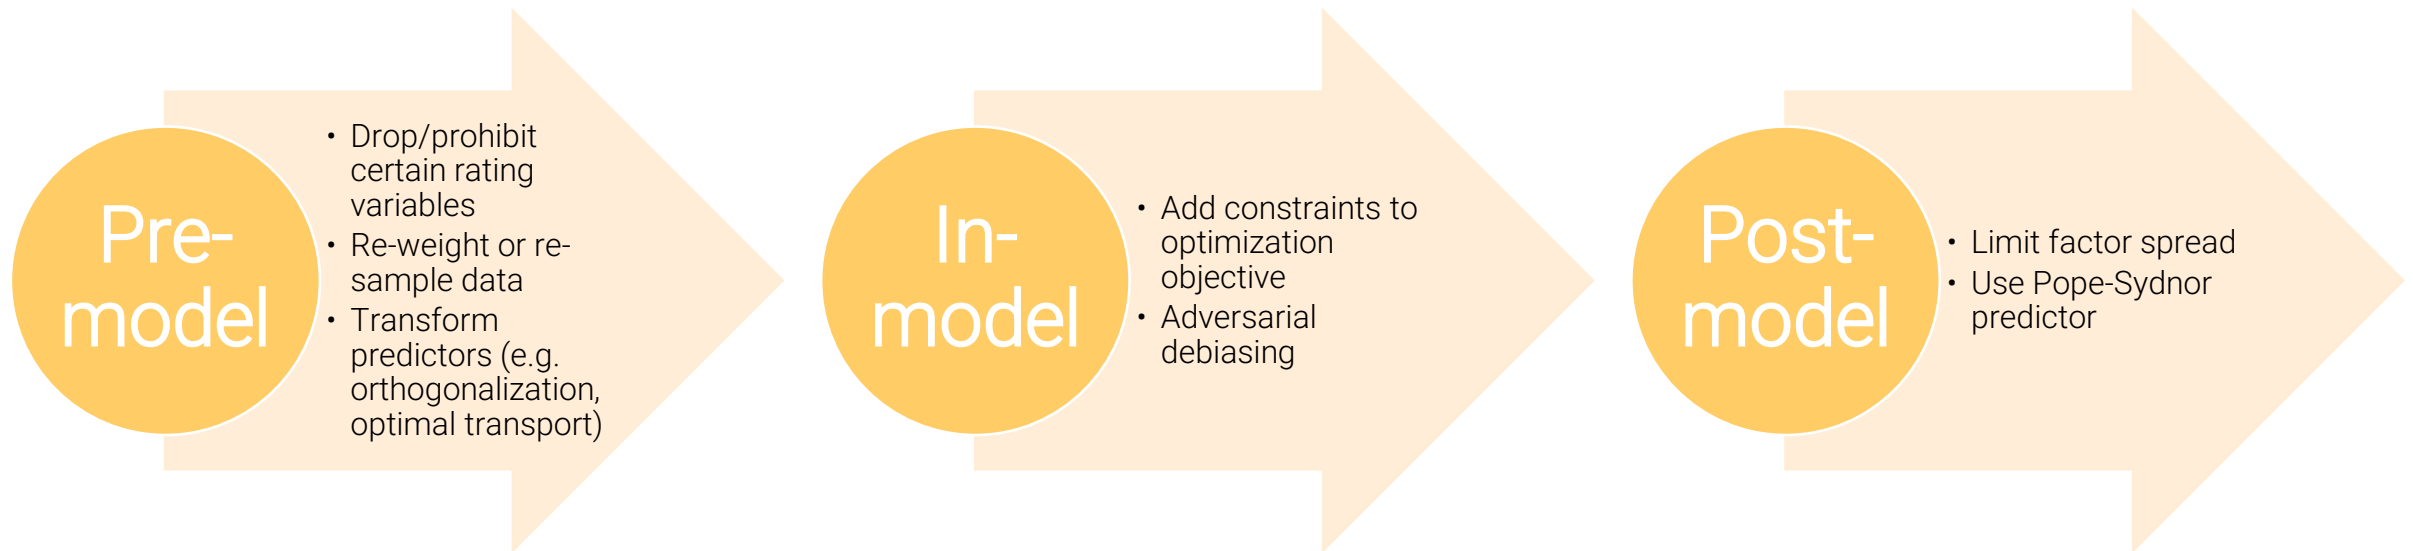 Pre-
model
• Drop/prohibit
certain rating
variables
• Re-weight or re-
sample data
• Transform
predictors (e.g.
orthogonalization,
optimal transport)
In-
model
• Add constraints to
optimization
objective
• Adversarial
debiasing
Post-
model
• Limit factor spread
• Use Pope-Sydnor
predictor